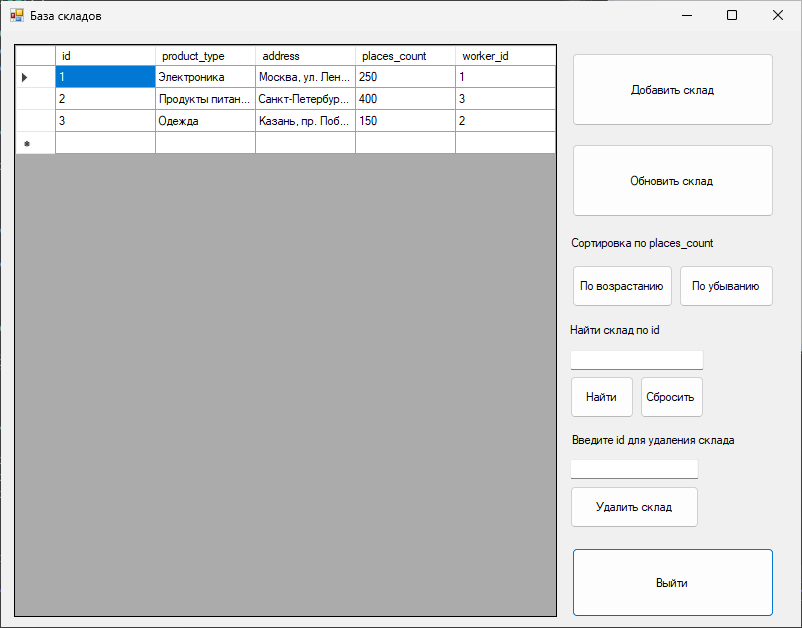 База складов
id product_type address places_count worker_id
1 Электроника Москва, ул. Лен... 250 1
2 Продукты питан... Санкт-Петербур... 400 3
3 Одежда Казань, пр. Поб... 150 2
Добавить склад
Обновить склад
Сортировка по places_count
По возрастанию По убыванию
Найти склад по id
Найти Сбросить
Введите id для удаления склада
Удалить склад
Выйти